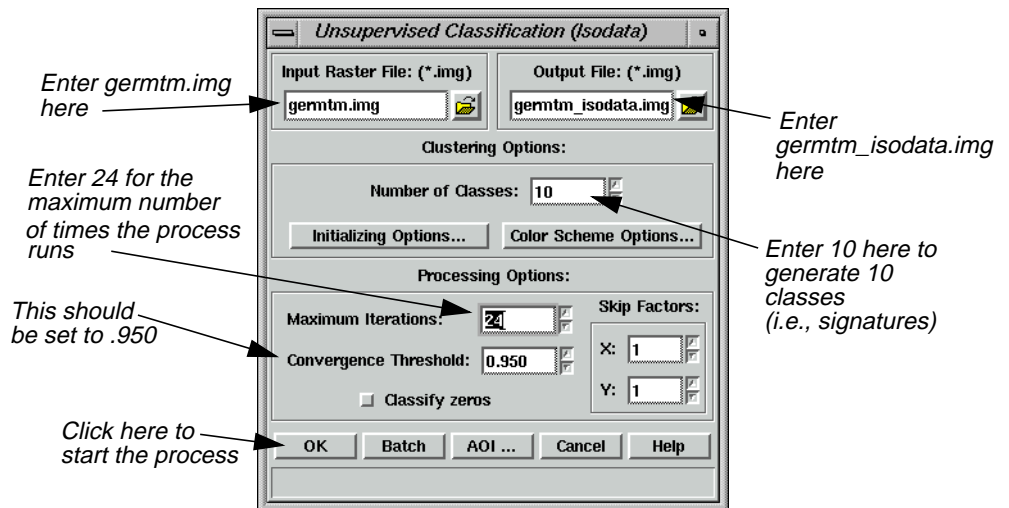 Unsupervised Classification (Isodata)
Input Raster File: (*.img)
Output File: (*.img)
Enter germtm.img
here
germtm.img
germtm_isodata.img
Enter
germtm_isodata.img
here
Clustering Options:
Enter 24 for the
maximum number
of times the process
runs
Number of Classes: 10
Initializing Options...
Color Scheme Options...
Enter 10 here to
generate 10
classes
(i.e., signatures)
Processing Options:
This should
be set to .950
Maximum Iterations: 24
Skip Factors:
Convergence Threshold: 0.950
X: 1
Y: 1
Classify zeros
Click here to
start the process
OK
Batch
AOI ...
Cancel
Help